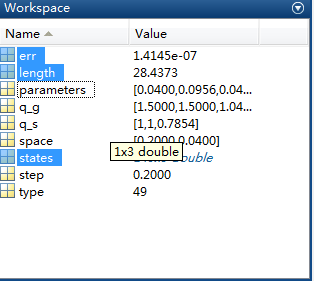 Workspace
Name Value
err 1.4145e-07
length 28.4373
parameters [0.0400,0.0956,0.04...
q_g [1.5000,1.5000,1.04...
q_s [1,1,0.7854]
space [0.2000,0.0400]
1x3 double
states double
step 0.2000
type 49